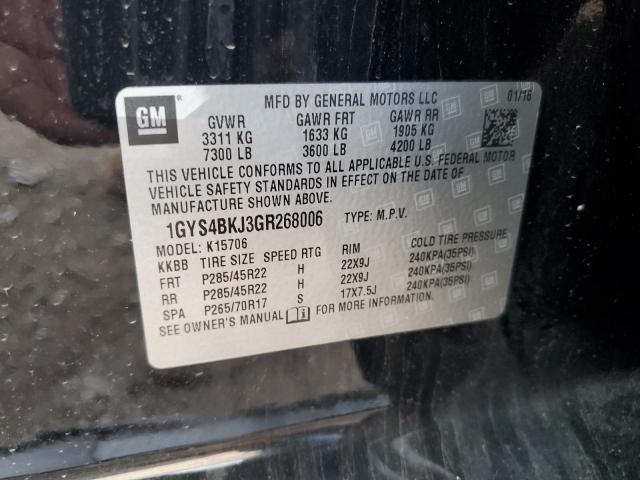 MFD BY GENERAL MOTORS LLC 01/16
GM
GVWR GAWR FRT GAWR RR
3311 KG 1633 KG 1905 KG
7300 LB 3600 LB 4200 LB
THIS VEHICLE CONFORMS TO ALL APPLICABLE U.S. FEDERAL MOTOR
VEHICLE SAFETY STANDARDS IN EFFECT ON THE DATE OF
MANUFACTURE SHOWN ABOVE.
1GYS4BKJ3GR268006 TYPE: M.P.V.
MODEL: K15706
KKBB TIRE SIZE SPEED RTG RIM COLD TIRE PRESSURE
FRT P285/45R22 H 22X9J 240KPA(35PSI)
RR P285/45R22 H 22X9J 240KPA(35PSI)
SPA P265/70R17 S 17X7.5J 240KPA(35PSI)
SEE OWNER'S MANUAL FOR MORE INFORMATION.